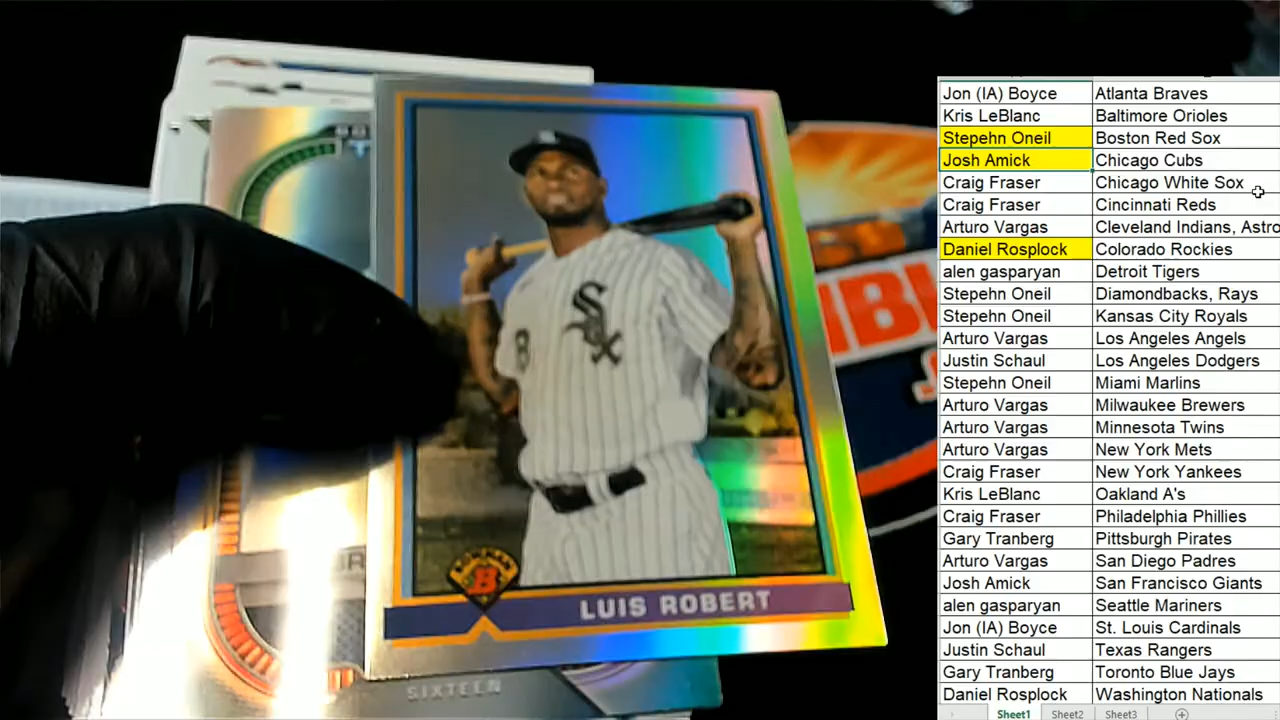 SOX
8
B
LUIS ROBERT
SIXTEEN
Jon (IA) Boyce Atlanta Braves
Kris LeBlanc Baltimore Orioles
Stepehn Oneil Boston Red Sox
Josh Amick Chicago Cubs
Craig Fraser Chicago White Sox
Craig Fraser Cincinnati Reds
Arturo Vargas Cleveland Indians, Astro
Daniel Rosplock Colorado Rockies
alen gasparyan Detroit Tigers
Stepehn Oneil Diamondbacks, Rays
Stepehn Oneil Kansas City Royals
Arturo Vargas Los Angeles Angels
Justin Schaul Los Angeles Dodgers
Stepehn Oneil Miami Marlins
Arturo Vargas Milwaukee Brewers
Arturo Vargas Minnesota Twins
Arturo Vargas New York Mets
Craig Fraser New York Yankees
Kris LeBlanc Oakland A's
Craig Fraser Philadelphia Phillies
Gary Tranberg Pittsburgh Pirates
Arturo Vargas San Diego Padres
Josh Amick San Francisco Giants
alen gasparyan Seattle Mariners
Jon (IA) Boyce St. Louis Cardinals
Justin Schaul Texas Rangers
Gary Tranberg Toronto Blue Jays
Daniel Rosplock Washington Nationals
Sheet1 Sheet2 Sheet3